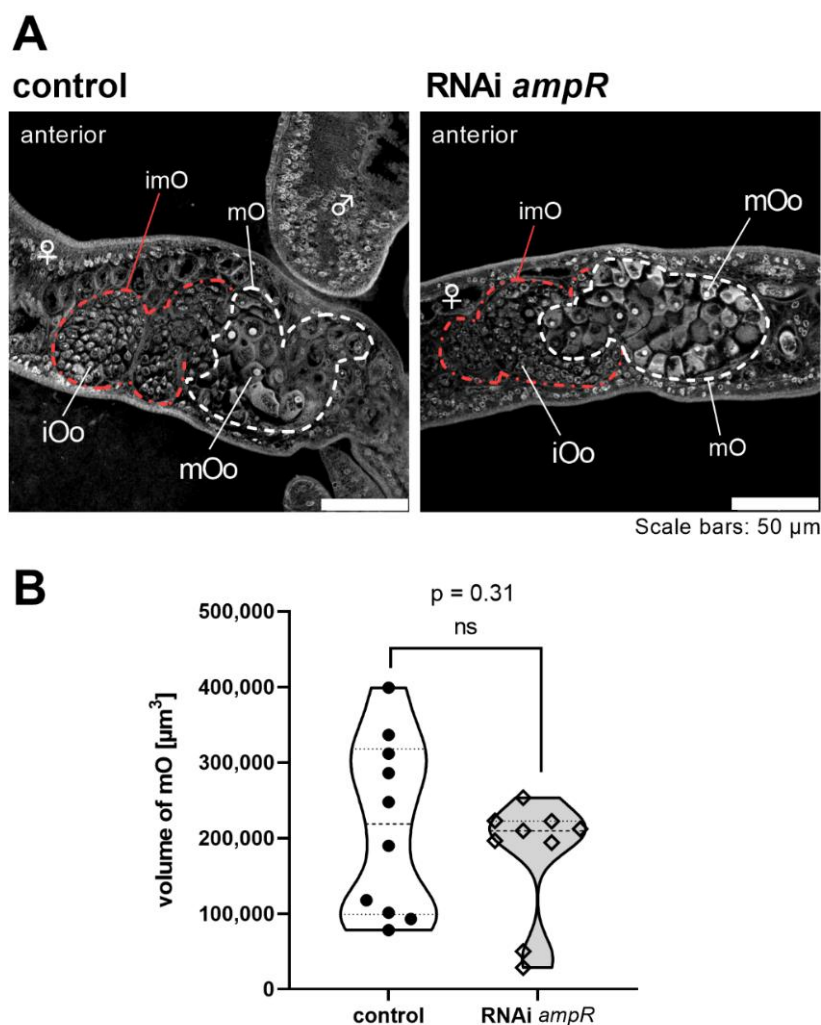 A
control
RNAi ampR
anterior
imO
mO
♂
♀
iOo
mOo
anterior
imO
mOo
♀
iOo
mO
Scale bars: 50 µm
B
p = 0.31
ns
volume of mO [µm³]
500,000
400,000
300,000
200,000
100,000
0
control
RNAi ampR